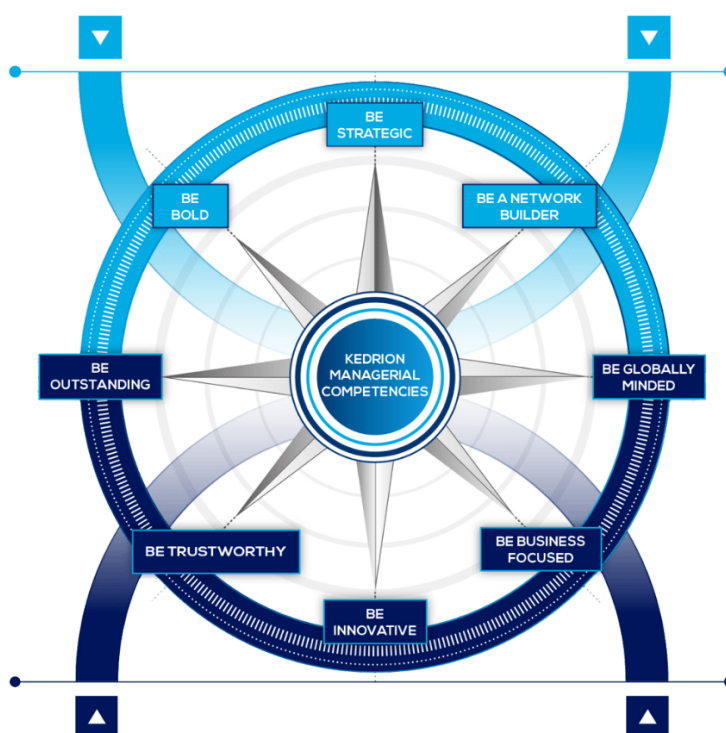 BE
STRATEGIC
BE
BOLD
BE A NETWORK
BUILDER
KEDRION
MANAGERIAL
COMPETENCIES
BE
OUTSTANDING
BE GLOBALLY
MINDED
BE TRUSTWORTHY
BE BUSINESS
FOCUSED
BE
INNOVATIVE